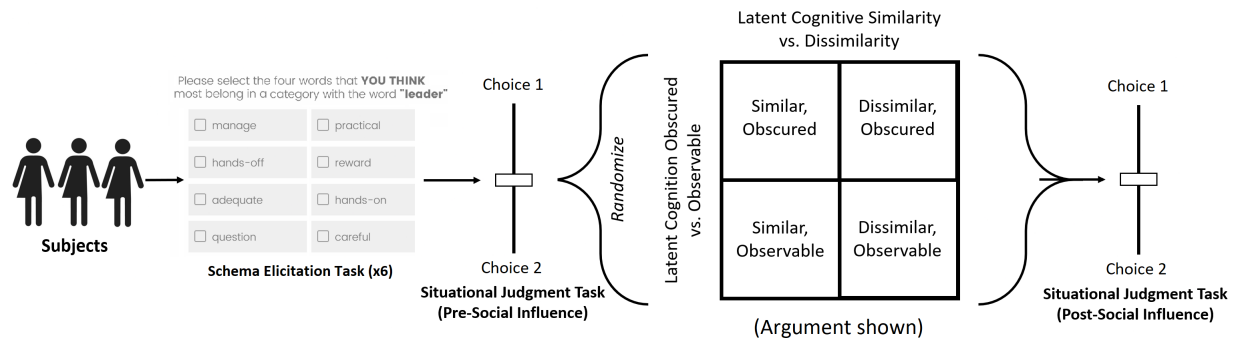 Subjects
Please select the four words that YOU THINK
most belong in a category with the word "leader"
manage
practical
hands-off
reward
adequate
hands-on
question
careful
Schema Elicitation Task (x6)
Choice 1
Choice 2
Situational Judgment Task
(Pre-Social Influence)
Randomize
Latent Cognitive Similarity
vs. Dissimilarity
Latent Cognition Obscured
vs. Observable
Similar,
Obscured
Dissimilar,
Obscured
Similar,
Observable
Dissimilar,
Observable
(Argument shown)
Choice 1
Choice 2
Situational Judgment Task
(Post-Social Influence)